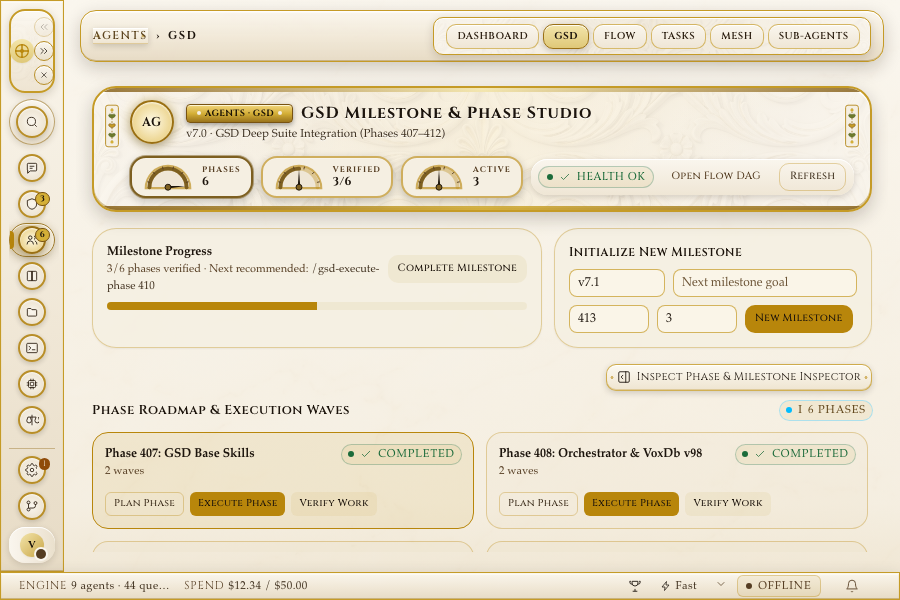 AGENTS › GSD
DASHBOARD
GSD
FLOW
TASKS
MESH
SUB-AGENTS
3
6
AG
AGENTS · GSD
GSD Milestone & Phase Studio
v7.0 · GSD Deep Suite Integration (Phases 407–412)
PHASES
6
VERIFIED
3/6
ACTIVE
3
HEALTH OK
OPEN FLOW DAG
REFRESH
Milestone Progress
3/6 phases verified · Next recommended: /gsd-execute-
phase 410
COMPLETE MILESTONE
INITIALIZE NEW MILESTONE
v7.1
Next milestone goal
413
3
NEW MILESTONE
INSPECT PHASE & MILESTONE INSPECTOR
PHASE ROADMAP & EXECUTION WAVES
I 6 PHASES
Phase 407: GSD Base Skills
COMPLETED
2 waves
PLAN PHASE
EXECUTE PHASE
VERIFY WORK
Phase 408: Orchestrator & VoxDb v98
COMPLETED
2 waves
PLAN PHASE
EXECUTE PHASE
VERIFY WORK
V
ENGINE 9 agents · 44 que...
SPEND $12.34 / $50.00
Fast
OFFLINE